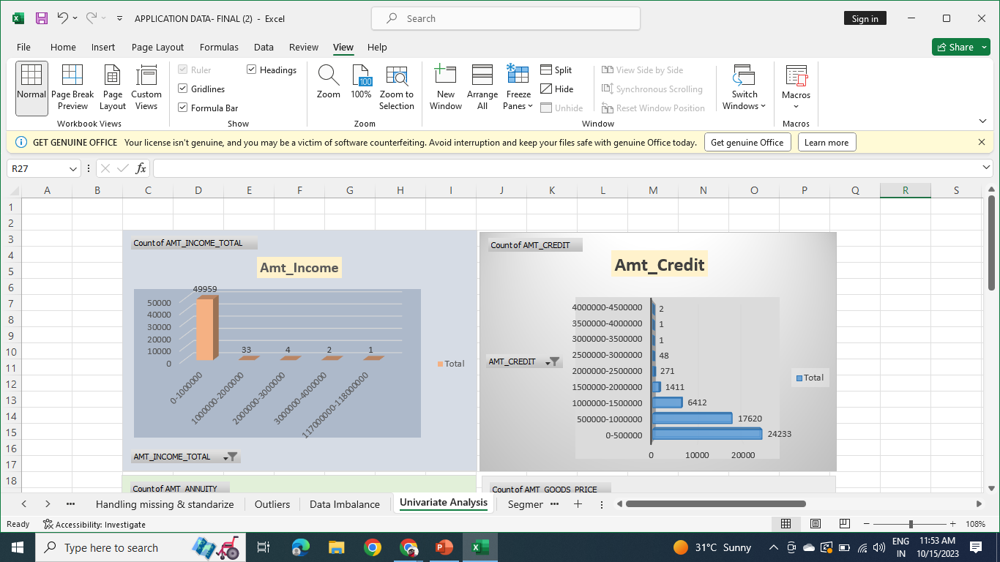 APPLICATION DATA- FINAL (2) - Excel
Search
Sign in
File Home Insert Page Layout Formulas Data Review View Help
Share
Normal Page Break Preview Page Layout Custom Views
Workbook Views
Ruler Headings
Gridlines
Formula Bar
Show
Zoom 100% Zoom to Selection
100
Zoom
New Window Arrange All Freeze Panes
Split
Hide
Unhide
View Side by Side
Synchronous Scrolling
Reset Window Position
Switch Windows
Window
Macros
Macros
GET GENUINE OFFICE Your license isn't genuine, and you may be a victim of software counterfeiting. Avoid interruption and keep your files safe with genuine Office today. Get genuine Office Learn more
R27
fx
A B C D E F G H I J K L M N O P Q R S
1
2
3
4
5
6
7
8
9
10
11
12
13
14
15
16
17
18
Count of AMT_INCOME_TOTAL
Amt_Income
49959
33 4 2 1
50000
40000
30000
20000
10000
0
0-1000000
1000000-2000000
2000000-3000000
3000000-4000000
117000000-118000000
Total
AMT_INCOME_TOTAL
Count of AMT_CREDIT
Amt_Credit
AMT_CREDIT
4000000-4500000 2
3500000-4000000 1
3000000-3500000 1
2500000-3000000 48
2000000-2500000 271
1500000-2000000 1411
1000000-1500000 6412
500000-1000000 17620
0-500000 24233
0 10000 20000
Total
Count of AMT_ANNUITY
Count of AMT_GOODS_PRICE
Handling missing & standarize Outliers Data Imbalance Univariate Analysis Segmer
Ready Accessibility: Investigate
108%
Type here to search
31°C Sunny
ENG
IN
11:53 AM
10/15/2023